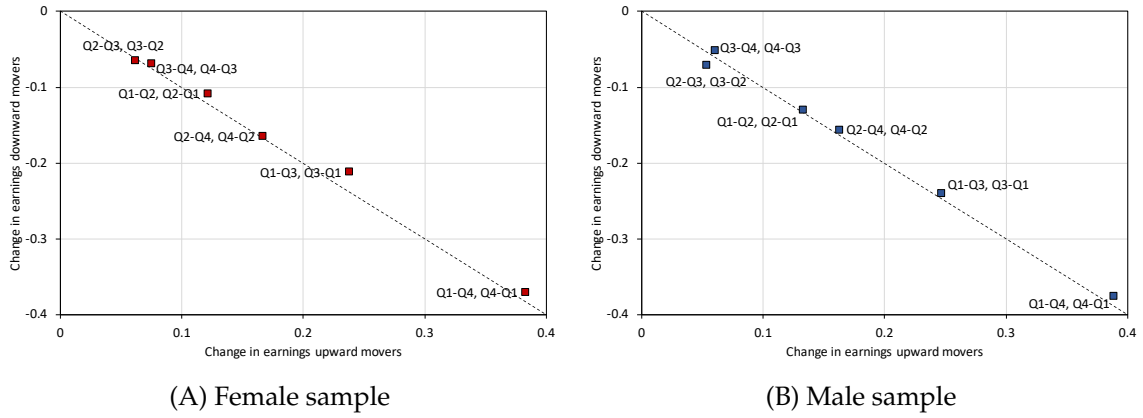 0
-0.1
-0.2
-0.3
-0.4
Change in earnings downward movers
Q2-Q3, Q3-Q2
Q3-Q4, Q4-Q3
Q1-Q2, Q2-Q1
Q2-Q4, Q4-Q2
Q1-Q3, Q3-Q1
Q1-Q4, Q4-Q1
0 0.1 0.2 0.3 0.4
Change in earnings upward movers
(A) Female sample
0
-0.1
-0.2
-0.3
-0.4
Change in earnings downward movers
Q3-Q4, Q4-Q3
Q2-Q3, Q3-Q2
Q1-Q2, Q2-Q1
Q2-Q4, Q4-Q2
Q1-Q3, Q3-Q1
Q1-Q4, Q4-Q1
0 0.1 0.2 0.3 0.4
Change in earnings upward movers
(B) Male sample